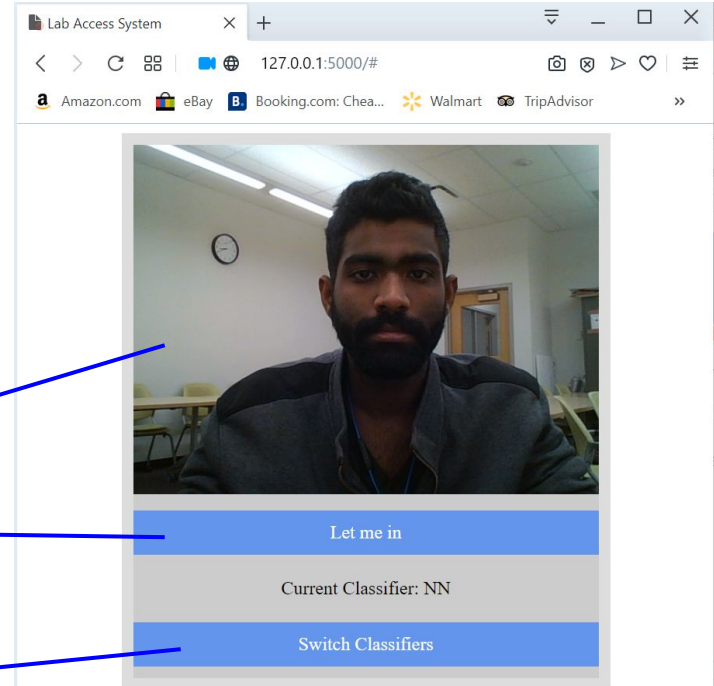 Lab Access System
127.0.0.1:5000/#
a Amazon.com eBay B. Booking.com: Chea... Walmart TripAdvisor »
Let me in
Current Classifier: NN
Switch Classifiers